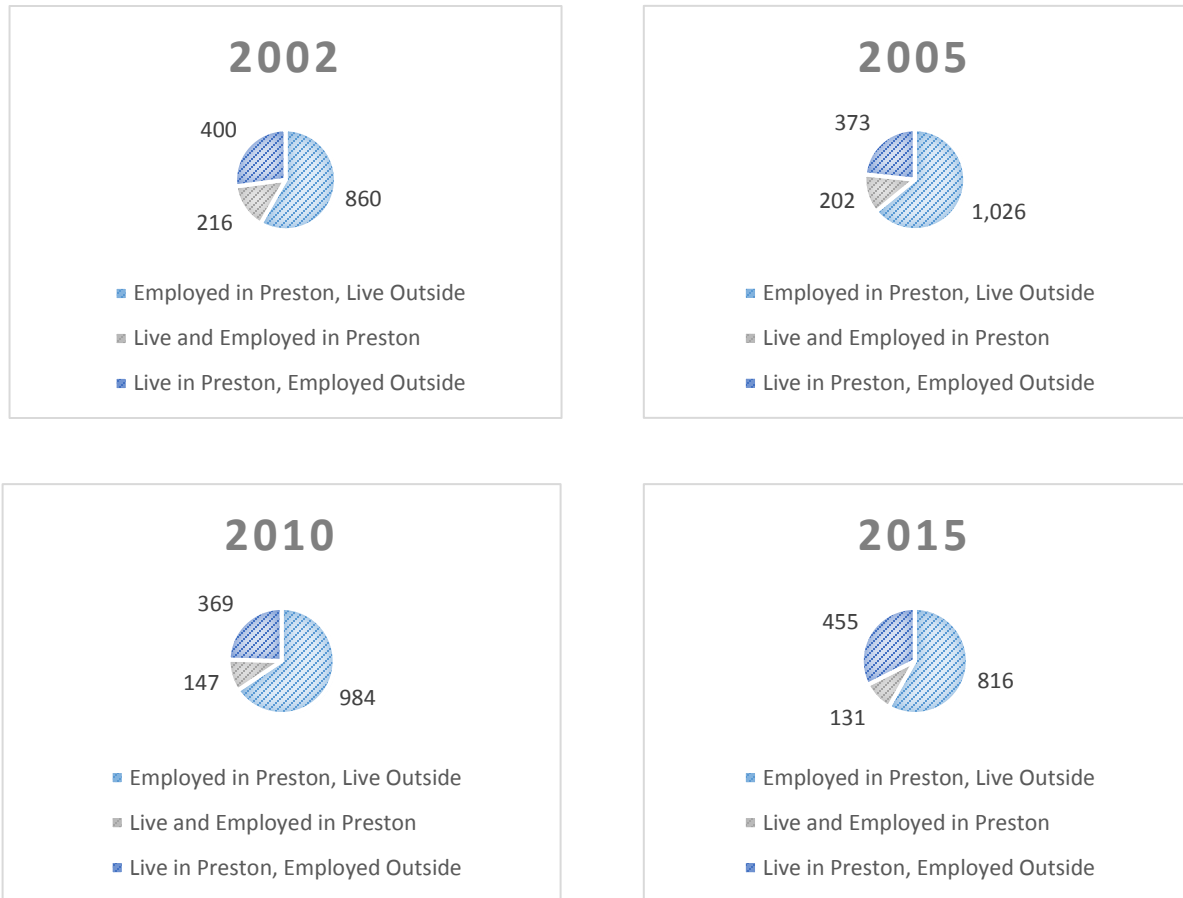 2002
400
860
216
Employed in Preston, Live Outside
Live and Employed in Preston
Live in Preston, Employed Outside
2005
373
202
1,026
Employed in Preston, Live Outside
Live and Employed in Preston
Live in Preston, Employed Outside
2010
369
147
984
Employed in Preston, Live Outside
Live and Employed in Preston
Live in Preston, Employed Outside
2015
455
816
131
Employed in Preston, Live Outside
Live and Employed in Preston
Live in Preston, Employed Outside